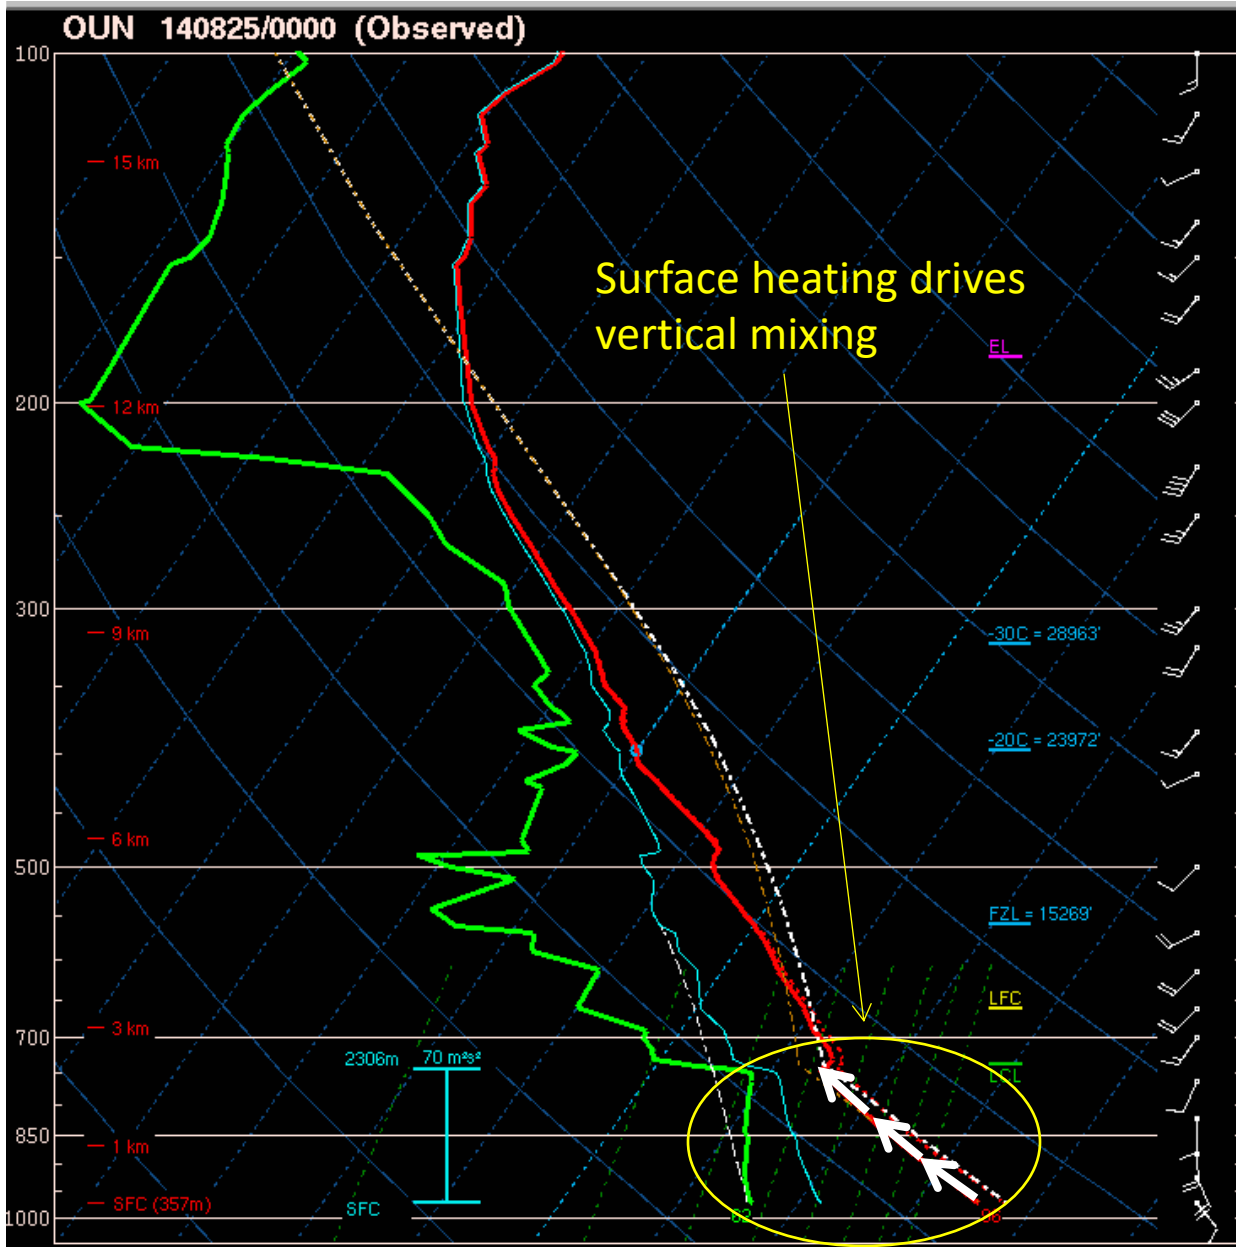 OUN 140825/0000 (Observed)
100
15 km
Surface heating drives
vertical mixing
EL
200
12 km
300
9 km
-30C = 28963'
-20C = 23972'
6 km
500
FZL = 15269'
LFC
3 km
700
2306m 70 m²s²
LCL
850
1 km
SFC (357m)
SFC
1000
62
96